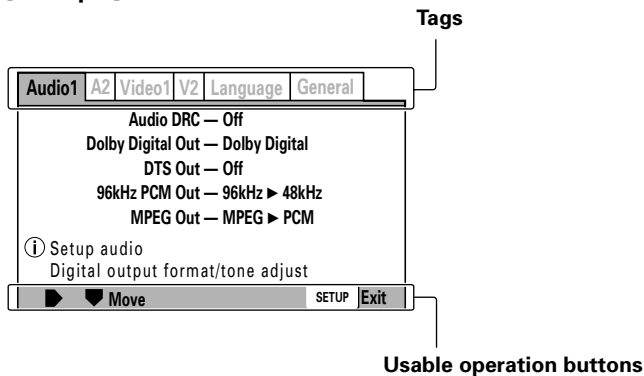 Tags
Audio1 A2 Video1 V2 Language General
Audio DRC — Off
Dolby Digital Out — Dolby Digital
DTS Out — Off
96kHz PCM Out — 96kHz ► 48kHz
MPEG Out — MPEG ► PCM
i Setup audio
Digital output format/tone adjust
Move SETUP Exit
Usable operation buttons